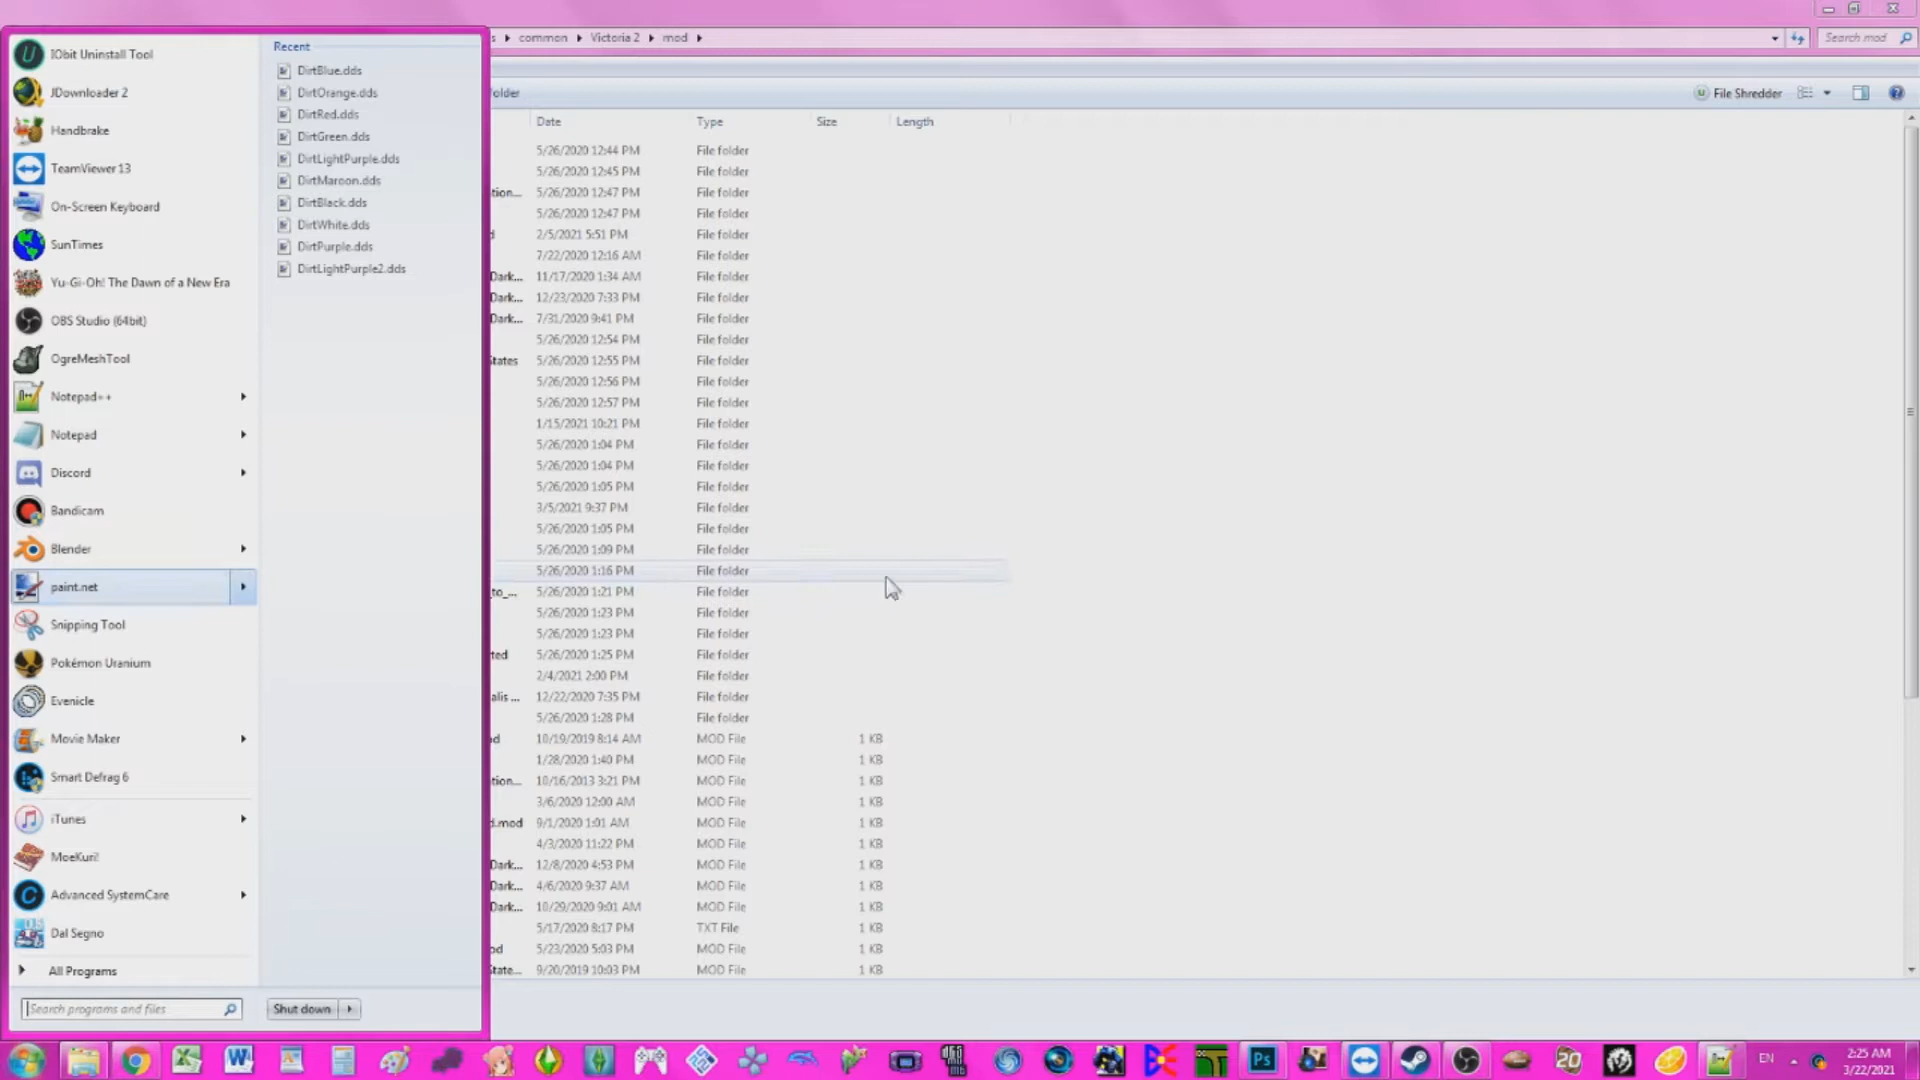 common ▸ Victoria 2 ▸ mod ▸
Search mod
IObit Uninstall Tool
JDownloader 2
Handbrake
TeamViewer 13
On-Screen Keyboard
SunTimes
Yu-Gi-Oh! The Dawn of a New Era
OBS Studio (64bit)
OgreMeshTool
Notepad++
Notepad
Discord
Bandicam
Blender
paint.net
Snipping Tool
Pokémon Uranium
Evenicle
Movie Maker
Smart Defrag 6
iTunes
MoeKuri!
Advanced SystemCare
Dal Segno
All Programs
Search programs and files
Shut down
Recent
DirtBlue.dds
DirtOrange.dds
DirtRed.dds
DirtGreen.dds
DirtLightPurple.dds
DirtMaroon.dds
DirtBlack.dds
DirtWhite.dds
DirtPurple.dds
DirtLightPurple2.dds
File Shredder
Date Type Size Length
5/26/2020 12:44 PM File folder
5/26/2020 12:45 PM File folder
tion... 5/26/2020 12:47 PM File folder
5/26/2020 12:47 PM File folder
d 2/5/2021 5:51 PM File folder
7/22/2020 12:16 AM File folder
Dark... 11/17/2020 1:34 AM File folder
Dark... 12/23/2020 7:33 PM File folder
Dark... 7/31/2020 9:41 PM File folder
5/26/2020 12:54 PM File folder
States 5/26/2020 12:55 PM File folder
5/26/2020 12:56 PM File folder
5/26/2020 12:57 PM File folder
1/15/2021 10:21 PM File folder
5/26/2020 1:04 PM File folder
5/26/2020 1:04 PM File folder
5/26/2020 1:05 PM File folder
3/5/2021 9:37 PM File folder
5/26/2020 1:05 PM File folder
5/26/2020 1:09 PM File folder
5/26/2020 1:16 PM File folder
_to_... 5/26/2020 1:21 PM File folder
5/26/2020 1:23 PM File folder
5/26/2020 1:23 PM File folder
ted 5/26/2020 1:25 PM File folder
2/4/2021 2:00 PM File folder
alis ... 12/22/2020 7:35 PM File folder
5/26/2020 1:28 PM File folder
od 10/19/2019 8:14 AM MOD File 1 KB
1/28/2020 1:40 PM MOD File 1 KB
tion... 10/16/2013 3:21 PM MOD File 1 KB
3/6/2020 12:00 AM MOD File 1 KB
d.mod 9/1/2020 1:01 AM MOD File 1 KB
4/3/2020 11:22 PM MOD File 1 KB
Dark... 12/8/2020 4:53 PM MOD File 1 KB
Dark... 4/6/2020 9:37 AM MOD File 1 KB
Dark... 10/29/2020 9:01 AM MOD File 1 KB
5/17/2020 8:17 PM TXT File 1 KB
od 5/23/2020 5:03 PM MOD File 1 KB
State... 9/20/2019 10:03 PM MOD File 1 KB
Ps
20
EN
2:25 AM
3/22/2021